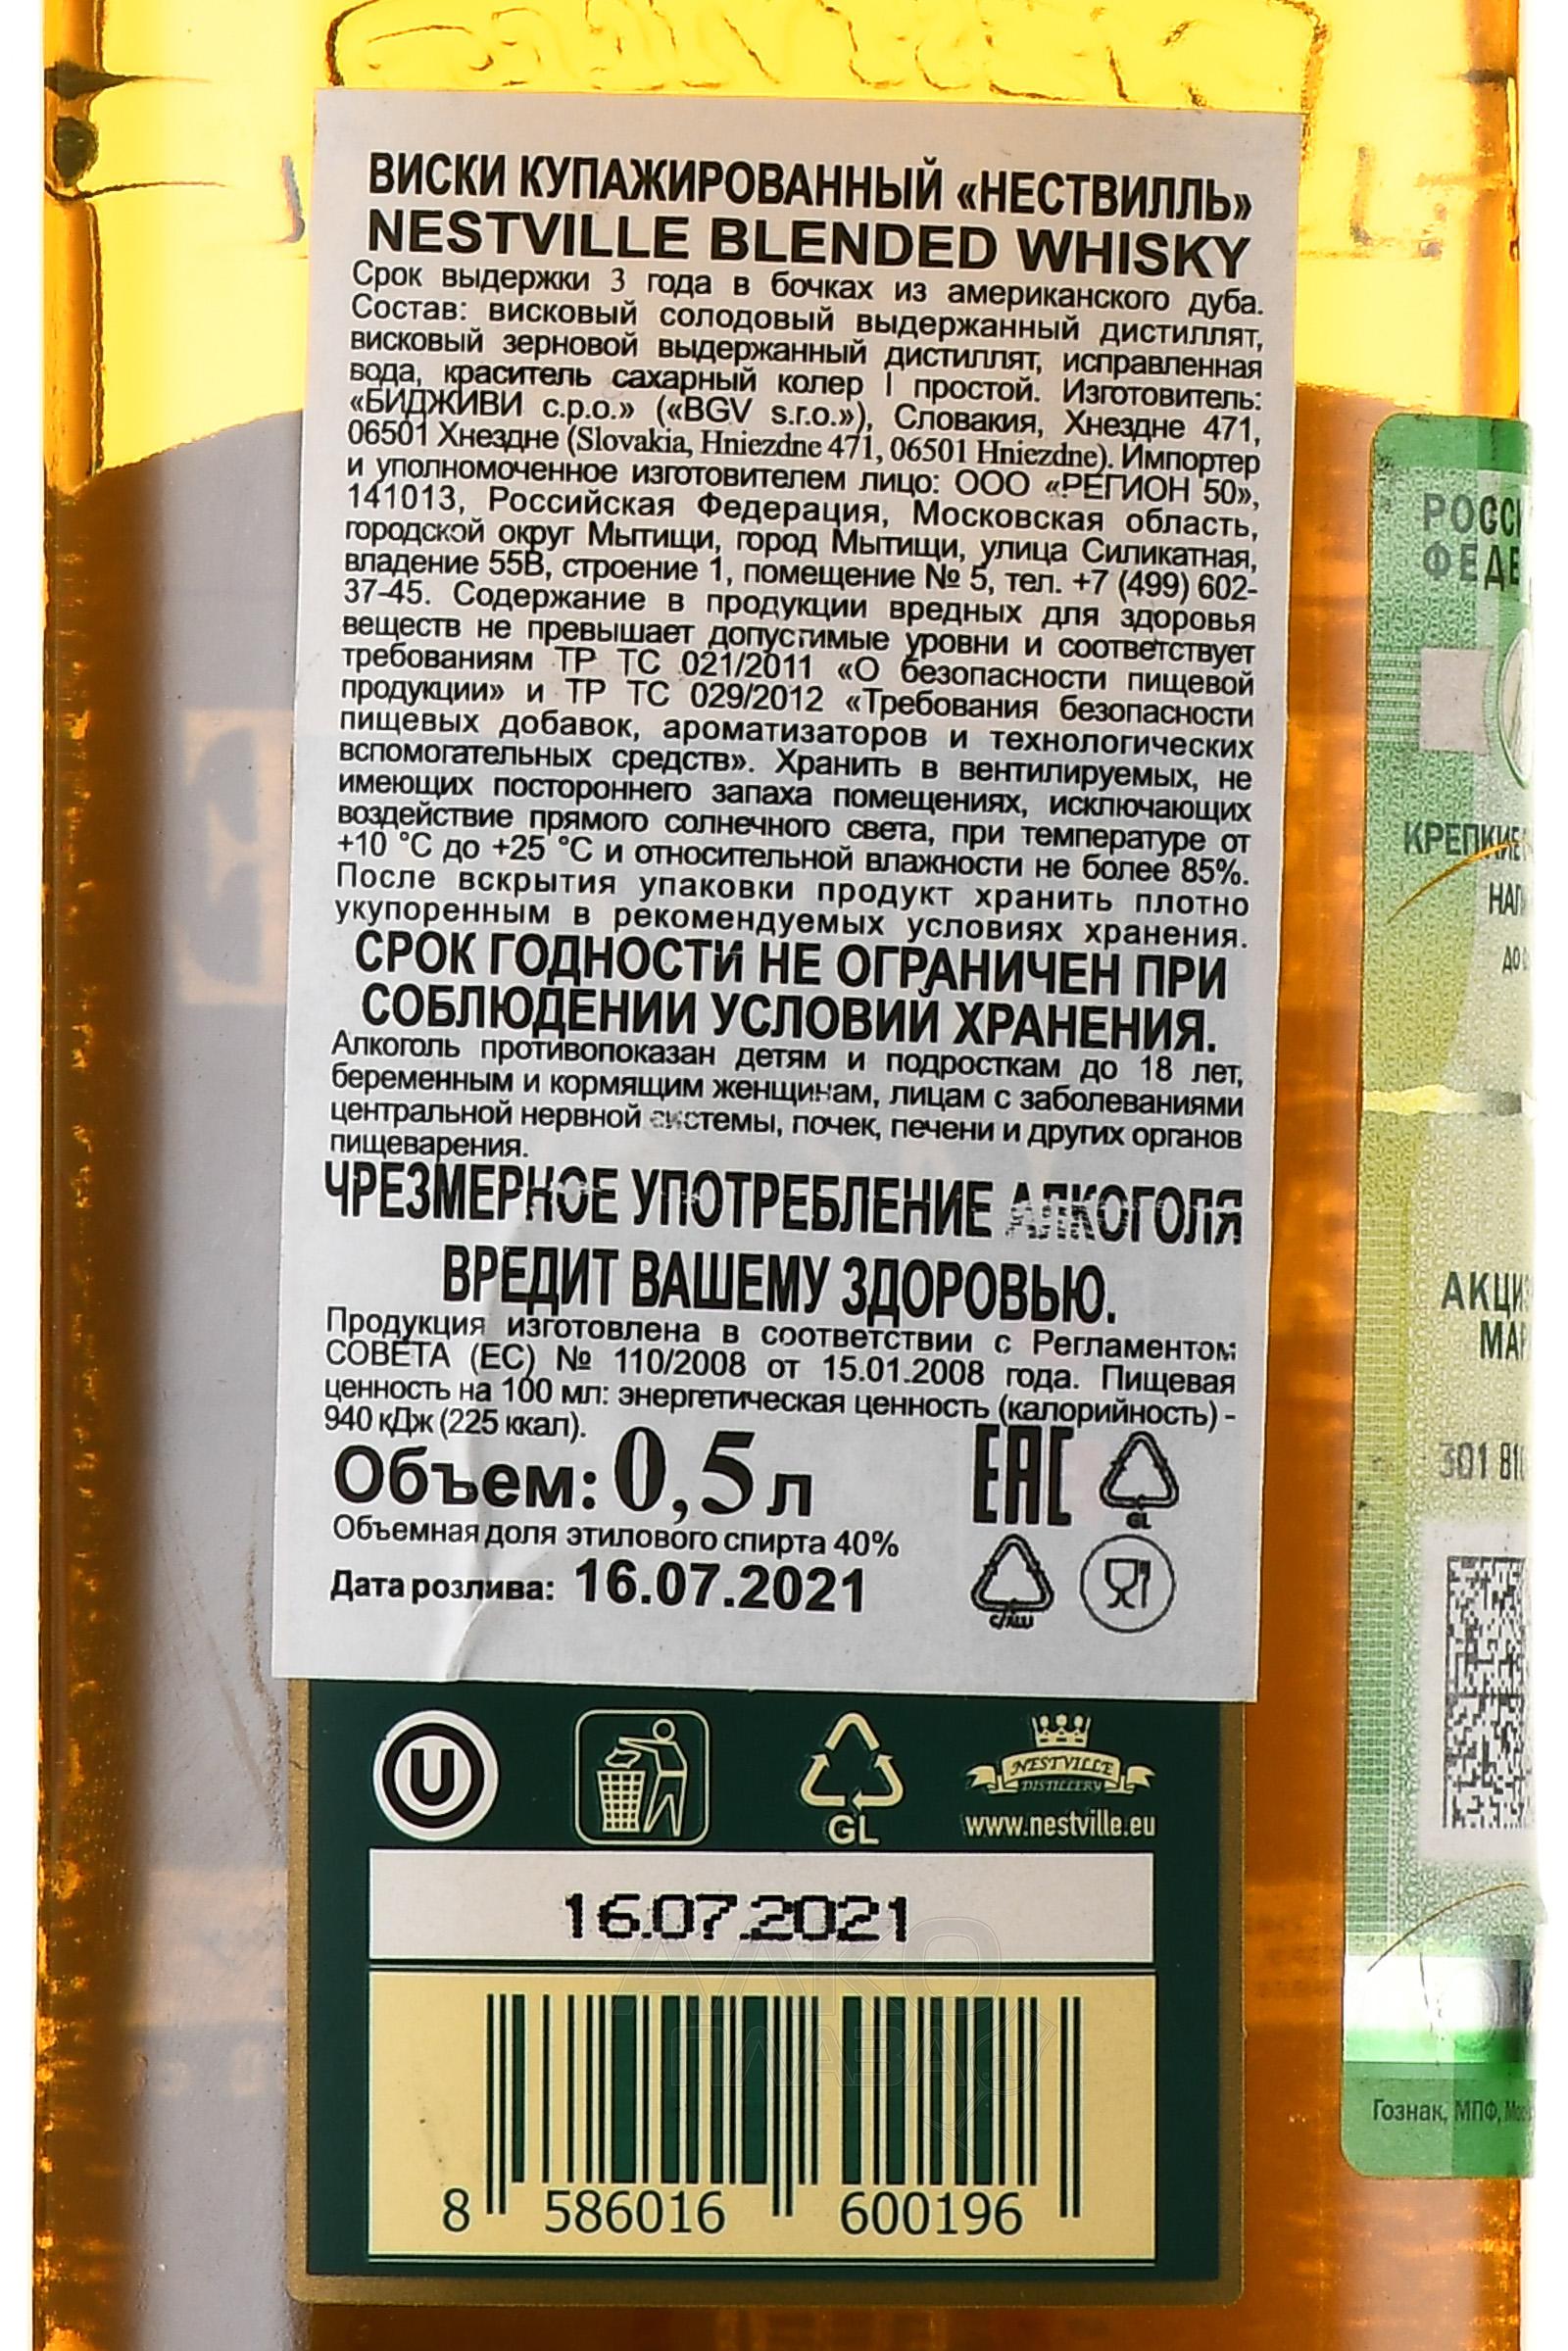 ВИСКИ КУПАЖИРОВАННЫЙ «НЕСТВИЛЛЬ»
NESTVILLE BLENDED WHISKY
Срок выдержки 3 года в бочках из американского дуба.
Состав: висковый солодовый выдержанный дистиллят,
висковый зерновой выдержанный дистиллят, исправленная
вода, краситель сахарный колер I простой. Изготовитель:
«БИДЖИВИ с.р.о.» («BGV s.r.o.»), Словакия, Хнездне 471,
06501 Хнездне (Slovakia, Hniezdne 471, 06501 Hniezdne). Импортер
и уполномоченное изготовителем лицо: ООО «РЕГИОН 50»,
141013, Российская Федерация, Московская область,
городской округ Мытищи, город Мытищи, улица Силикатная,
владение 55В, строение 1, помещение № 5, тел. +7 (499) 602-
37-45. Содержание в продукции вредных для здоровья
веществ не превышает допустимые уровни и соответствует
требованиям ТР ТС 021/2011 «О безопасности пищевой
продукции» и ТР ТС 029/2012 «Требования безопасности
пищевых добавок, ароматизаторов и технологических
вспомогательных средств». Хранить в вентилируемых, не
имеющих постороннего запаха помещениях, исключающих
воздействие прямого солнечного света, при температуре от
+10 °С до +25 °С и относительной влажности не более 85%.
После вскрытия упаковки продукт хранить плотно
укупоренным в рекомендуемых условиях хранения.
СРОК ГОДНОСТИ НЕ ОГРАНИЧЕН ПРИ
СОБЛЮДЕНИИ УСЛОВИЙ ХРАНЕНИЯ.
Алкоголь противопоказан детям и подросткам до 18 лет,
беременным и кормящим женщинам, лицам с заболеваниями
центральной нервной системы, почек, печени и других органов
пищеварения.
ЧРЕЗМЕРНОЕ УПОТРЕБЛЕНИЕ АЛКОГОЛЯ
ВРЕДИТ ВАШЕМУ ЗДОРОВЬЮ.
Продукция изготовлена в соответствии с Регламентом
СОВЕТА (ЕС) № 110/2008 от 15.01.2008 года. Пищевая
ценность на 100 мл: энергетическая ценность (калорийность) -
940 кДж (225 ккал).
Объем: 0,5 л
EAC
GL
Объемная доля этилового спирта 40%
Дата розлива: 16.07.2021
C/ALU
U
GL
NESTVILLE
DISTILLERY
www.nestville.eu
16.07.2021
АЛКО
ПЛАЗА
8 586016 600196
КРЕПКИЕ
301 81
Гознак, МПФ,